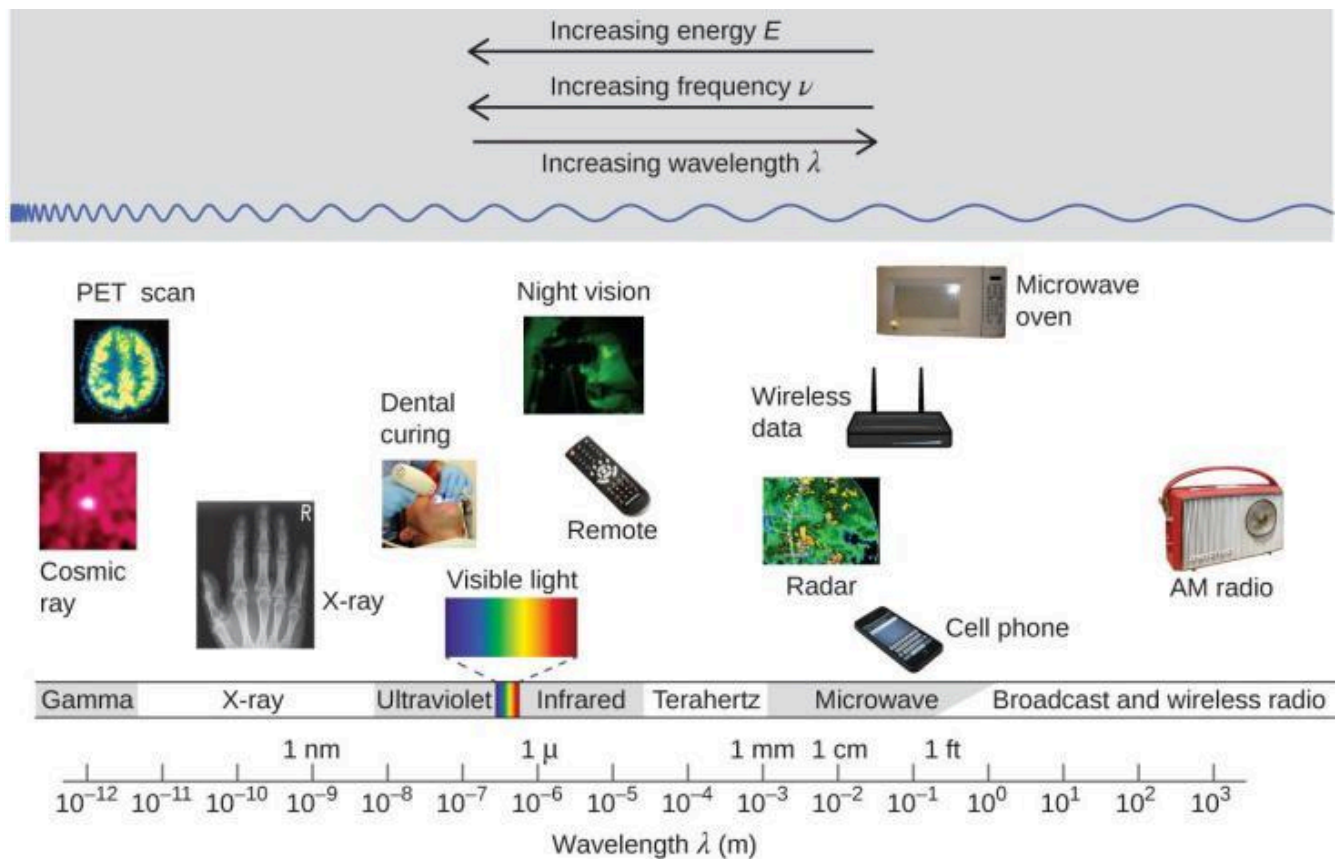 Increasing energy E
Increasing frequency ν
Increasing wavelength λ
PET scan
Night vision
Microwave
oven
Dental
curing
Wireless
data
Remote
Cosmic
ray
R
X-ray
Visible light
Radar
AM radio
Cell phone
Gamma X-ray Ultraviolet Infrared Terahertz Microwave Broadcast and wireless radio
1 nm 1 µ 1 mm 1 cm 1 ft
10⁻¹² 10⁻¹¹ 10⁻¹⁰ 10⁻⁹ 10⁻⁸ 10⁻⁷ 10⁻⁶ 10⁻⁵ 10⁻⁴ 10⁻³ 10⁻² 10⁻¹ 10⁰ 10¹ 10² 10³
Wavelength λ (m)